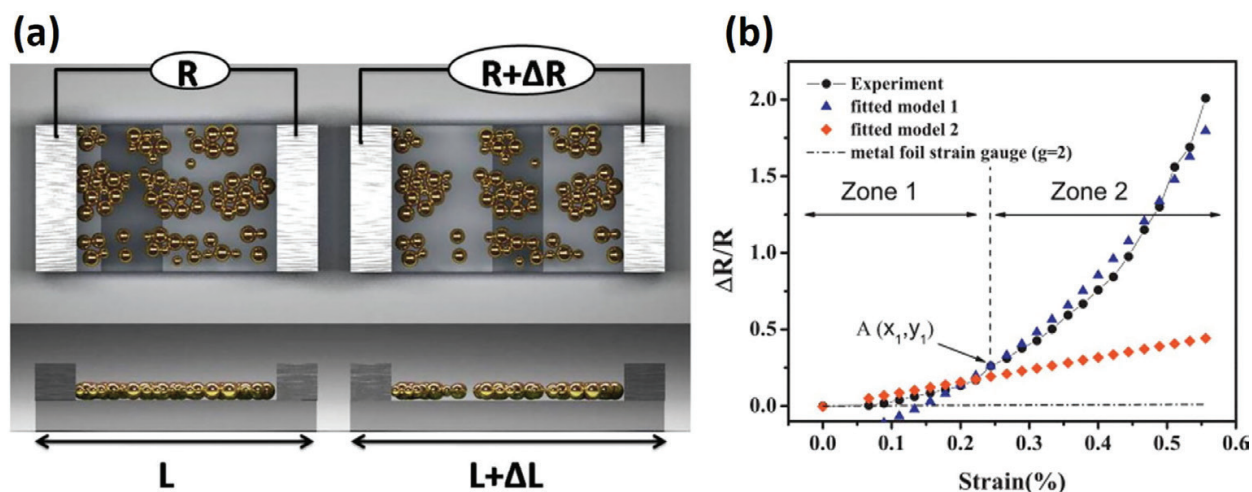 (a)
R
R+ΔR
L
L+ΔL
(b)
Experiment
fitted model 1
fitted model 2
metal foil strain gauge (g=2)
Zone 1
Zone 2
A (x₁,y₁)
ΔR/R
2.0
1.5
1.0
0.5
0.0
0.0 0.1 0.2 0.3 0.4 0.5 0.6
Strain(%)